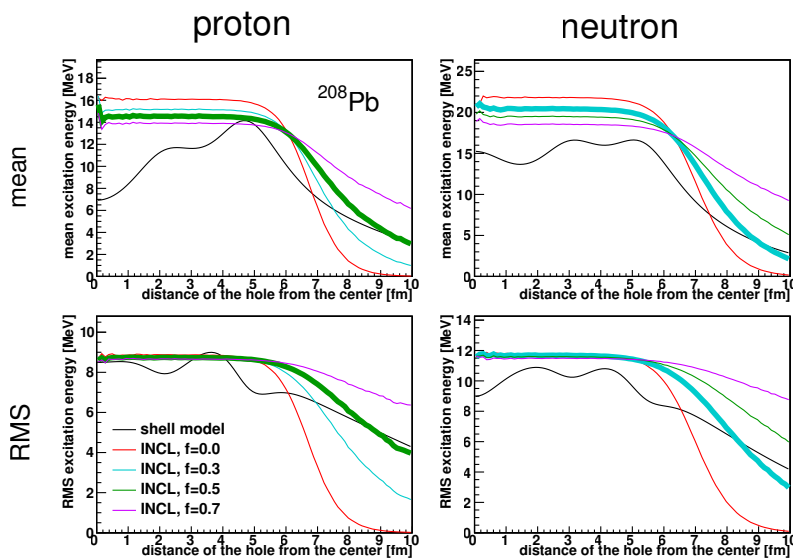 proton neutron
mean
mean excitation energy [MeV]
16
14
12
10
8
6
4
2
0
208Pb
0 1 2 3 4 5 6 7 8 9 10
distance of the hole from the center [fm]
mean excitation energy [MeV]
25
20
15
10
5
0
0 1 2 3 4 5 6 7 8 9 10
distance of the hole from the center [fm]
RMS
RMS excitation energy [MeV]
10
8
6
4
2
0
shell model
INCL, f=0.0
INCL, f=0.3
INCL, f=0.5
INCL, f=0.7
0 1 2 3 4 5 6 7 8 9 10
distance of the hole from the center [fm]
RMS excitation energy [MeV]
14
12
10
8
6
4
2
0
0 1 2 3 4 5 6 7 8 9 10
distance of the hole from the center [fm]